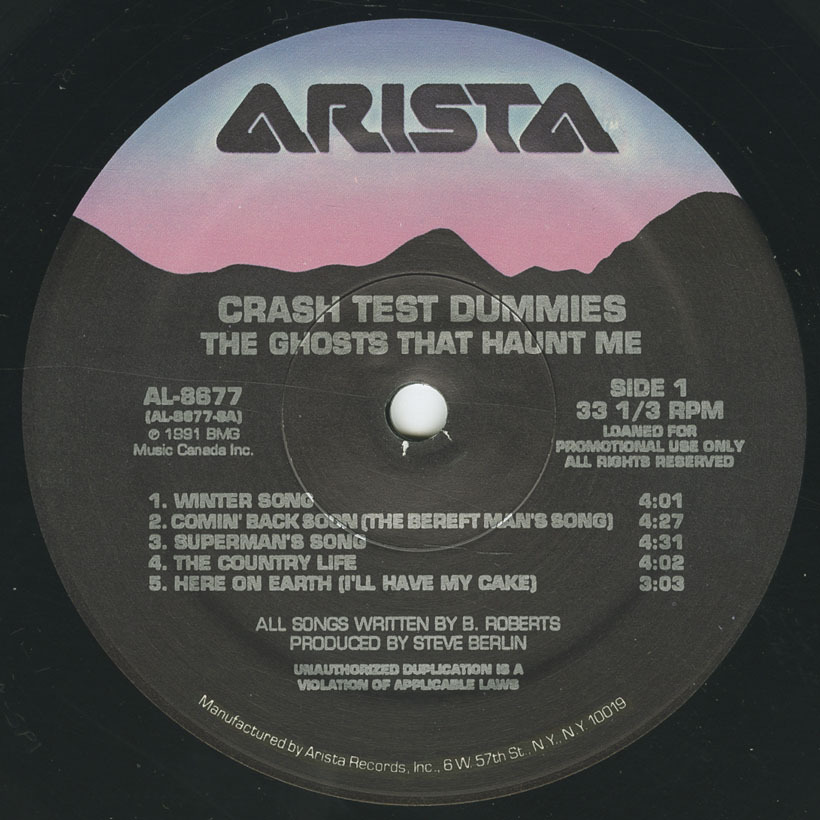 ARISTA
TM
CRASH TEST DUMMIES
THE GHOSTS THAT HAUNT ME
AL-8677
(AL-8677-SA)
℗ 1991 BMG
Music Canada Inc.
SIDE 1
33 1/3 RPM
LOANED FOR
PROMOTIONAL USE ONLY
ALL RIGHTS RESERVED
1. WINTER SONG 4:01
2. COMIN' BACK SOON (THE BEREFT MAN'S SONG) 4:27
3. SUPERMAN'S SONG 4:31
4. THE COUNTRY LIFE 4:02
5. HERE ON EARTH (I'LL HAVE MY CAKE) 3:03
ALL SONGS WRITTEN BY B. ROBERTS
PRODUCED BY STEVE BERLIN
UNAUTHORIZED DUPLICATION IS A
VIOLATION OF APPLICABLE LAWS
Manufactured by Arista Records, Inc., 6 W. 57th St., N.Y., N.Y. 10019